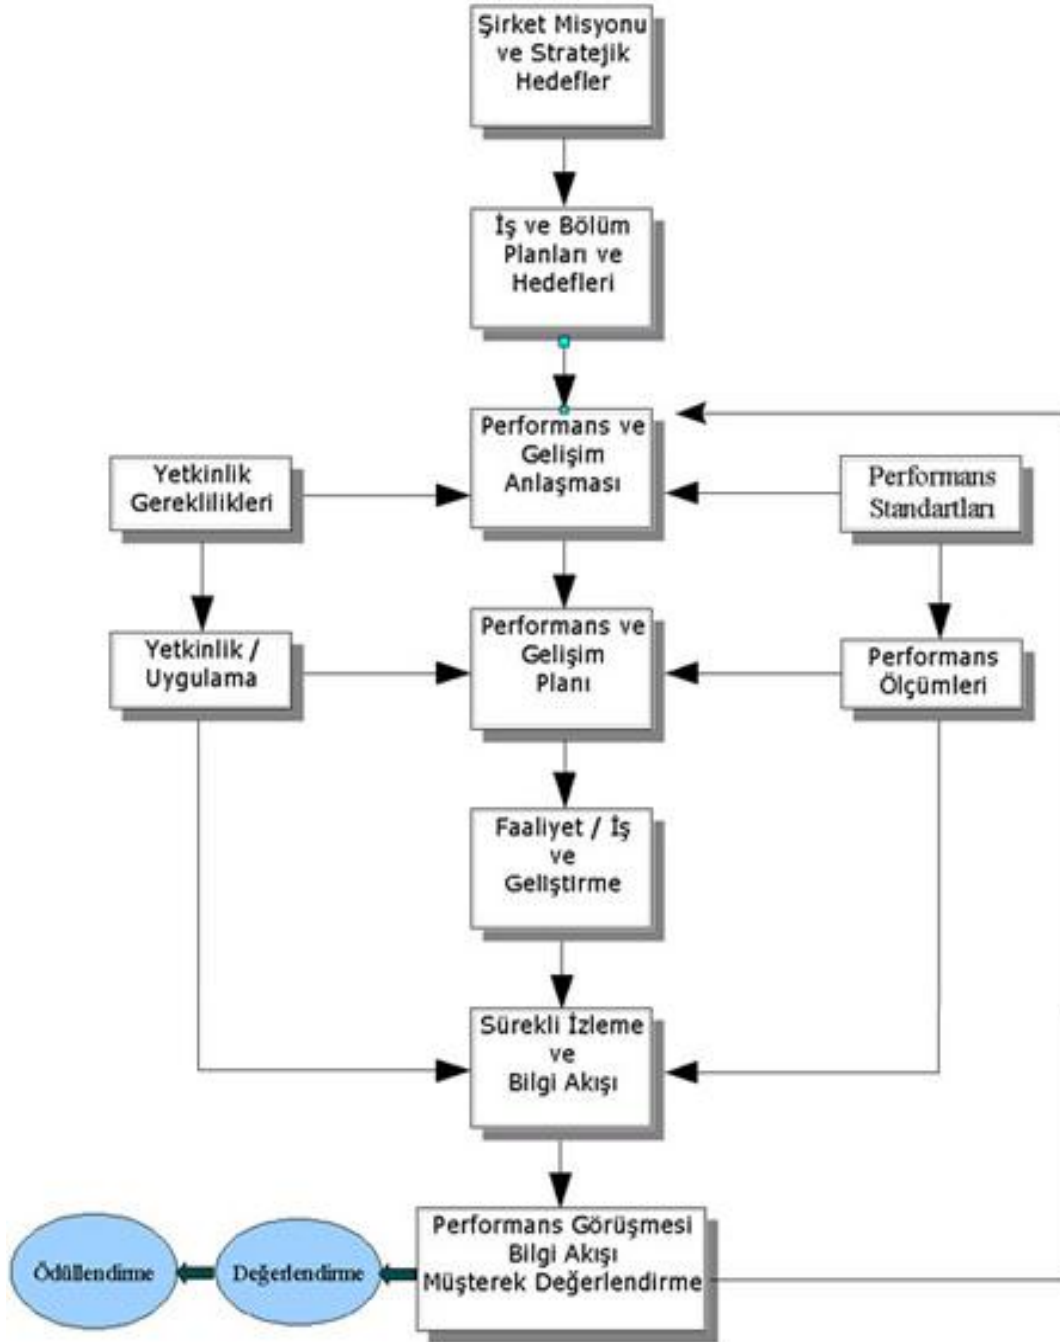 Şirket Misyonu
ve Stratejik
Hedefler
İş ve Bölüm
Planları ve
Hedefleri
Performans ve
Gelişim
Anlaşması
Yetkinlik
Gereklilikleri
Performans
Standartları
Yetkinlik /
Uygulama
Performans ve
Gelişim
Planı
Performans
Ölçümleri
Faaliyet / İş
ve
Geliştirme
Sürekli İzleme
ve
Bilgi Akışı
Performans Görüşmesi
Bilgi Akışı
Müşterek Değerlendirme
Değerlendirme
Ödüllendirme